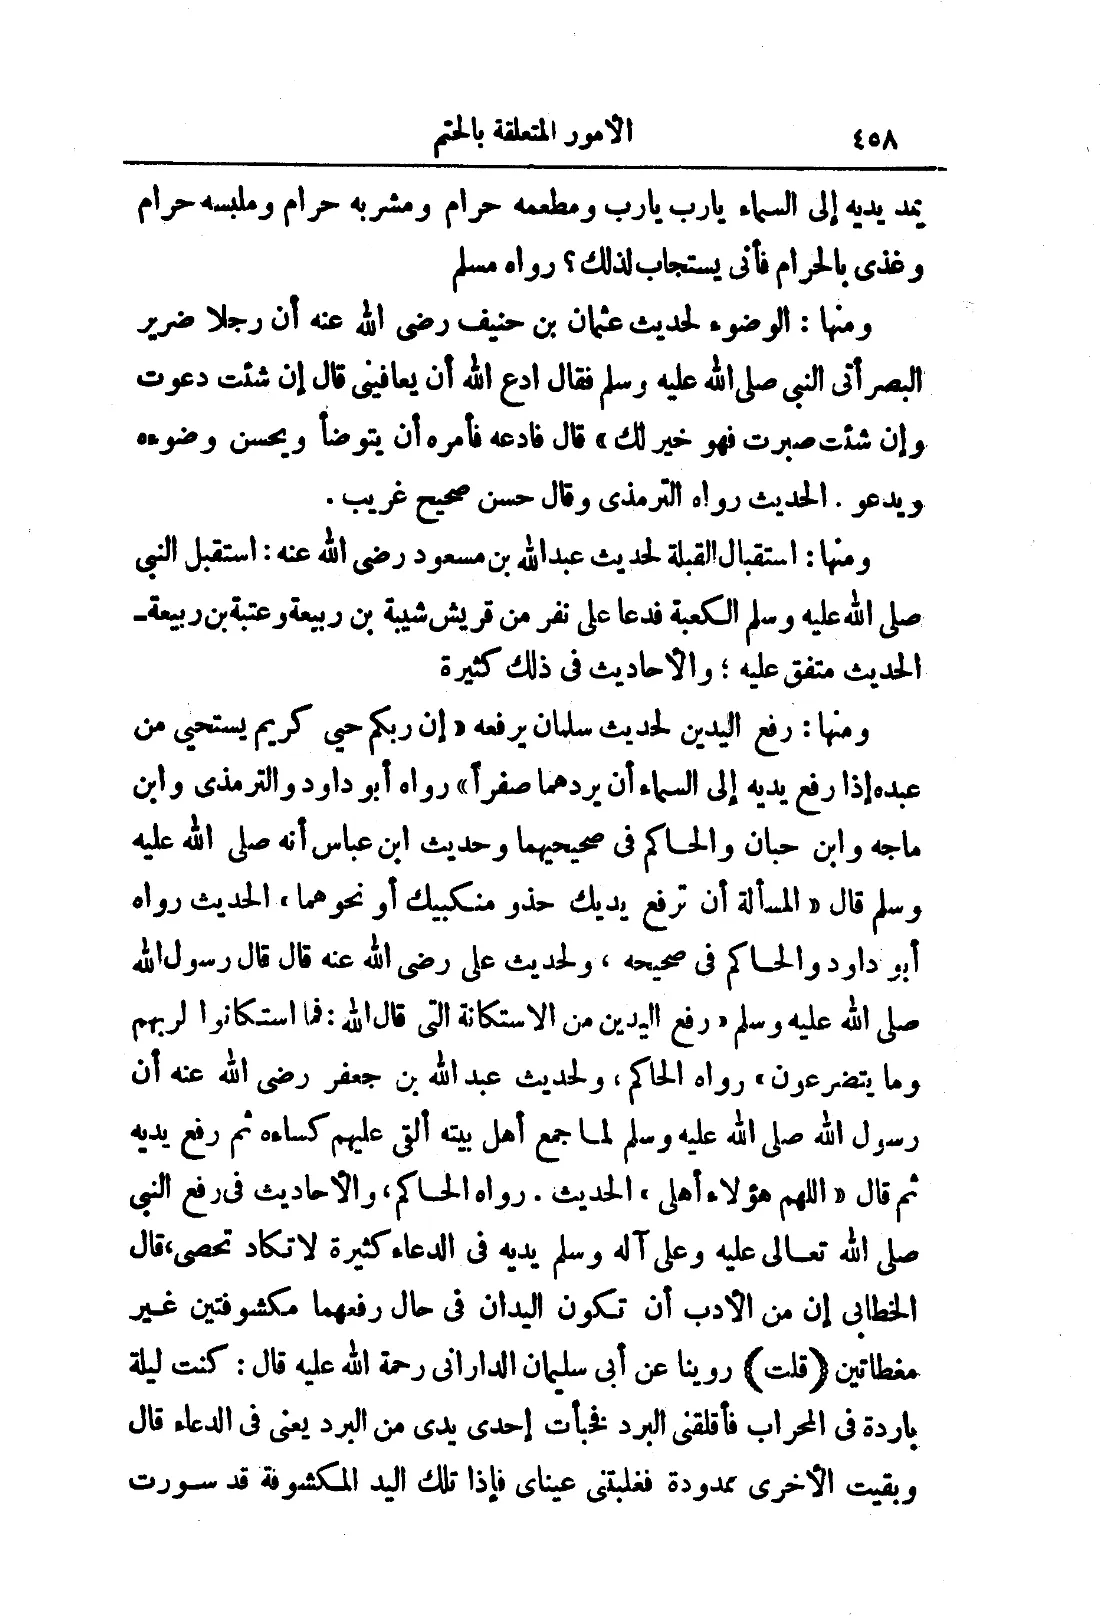 ٤٥٨ الأمور المتعلقة بالختم
يمد يديه إلى السماء يارب يارب ومطعمه حرام ومشربه حرام وملبسه حرام
وغذى بالحرام فأنى يستجاب لذلك؟ رواه مسلم
ومنها : الوضوء لحديث عثمان بن حنيف رضى الله عنه أن رجلا ضرير
البصر أتى النبي صلى الله عليه وسلم فقال ادع الله أن يعافينى قال إن شئت دعوت
وإن شئت صبرت فهو خير لك » قال فادعه فأمره أن يتوضأ ويحسن وضوءه
ويدعو . الحديث رواه الترمذى وقال حسن صحيح غريب .
ومنها : استقبال القبلة لحديث عبدالله بن مسعود رضى الله عنه : استقبل النبي
صلى الله عليه وسلم الكعبة فدعا على نفر من قريش شيبة بن ربيعة وعتبة بن ربيعة ـ
الحديث متفق عليه ؛ والأحاديث فى ذلك كثيرة
ومنها : رفع اليدين لحديث سلمان يرفعه « إن ربكم حيي كريم يستحيي من
عبده إذا رفع يديه إلى السماء أن يردهما صفرأ» رواه أبو داود والترمذى وابن
ماجه وابن حبان والحاكم فى صحيحيهما وحديث ابن عباس أنه صلى الله عليه
وسلم قال « المسألة أن ترفع يديك حذو منكبيك أو نحوهما ، الحديث رواه
أبو داود والحاكم فى صحيحه ، ولحديث على رضى الله عنه قال قال رسول الله
صلى الله عليه وسلم « رفع اليدين من الاستكانة التى قال الله : فما استكانوا لربهم
وما يتضرعون» رواه الحاكم ، ولحديث عبد الله بن جعفر رضى الله عنه أن
رسول الله صلى الله عليه وسلم لما جمع أهل بيته ألقى عليهم كساءه ثم رفع يديه
ثم قال « اللهم هؤلاء أهلى ، الحديث . رواه الحاكم، والأحاديث فى رفع النبي
صلى الله تعالى عليه وعلى آله وسلم يديه فى الدعاء كثيرة لاتكاد تحصى، قال
الخطابى إن من الأدب أن تكون اليدان فى حال رفعهما مكشوفتين غير
مغطاتين (قلت) روينا عن أبى سليمان الدارانى رحمة الله عليه قال : كنت ليلة
باردة فى المحراب فأقلقنى البرد فخبأت إحدى يدى من البرد يعنى فى الدعاء قال
وبقيت الأخرى ممدودة فغلبتنى عيناى فإذا تلك اليد المكشوفة قد سورت